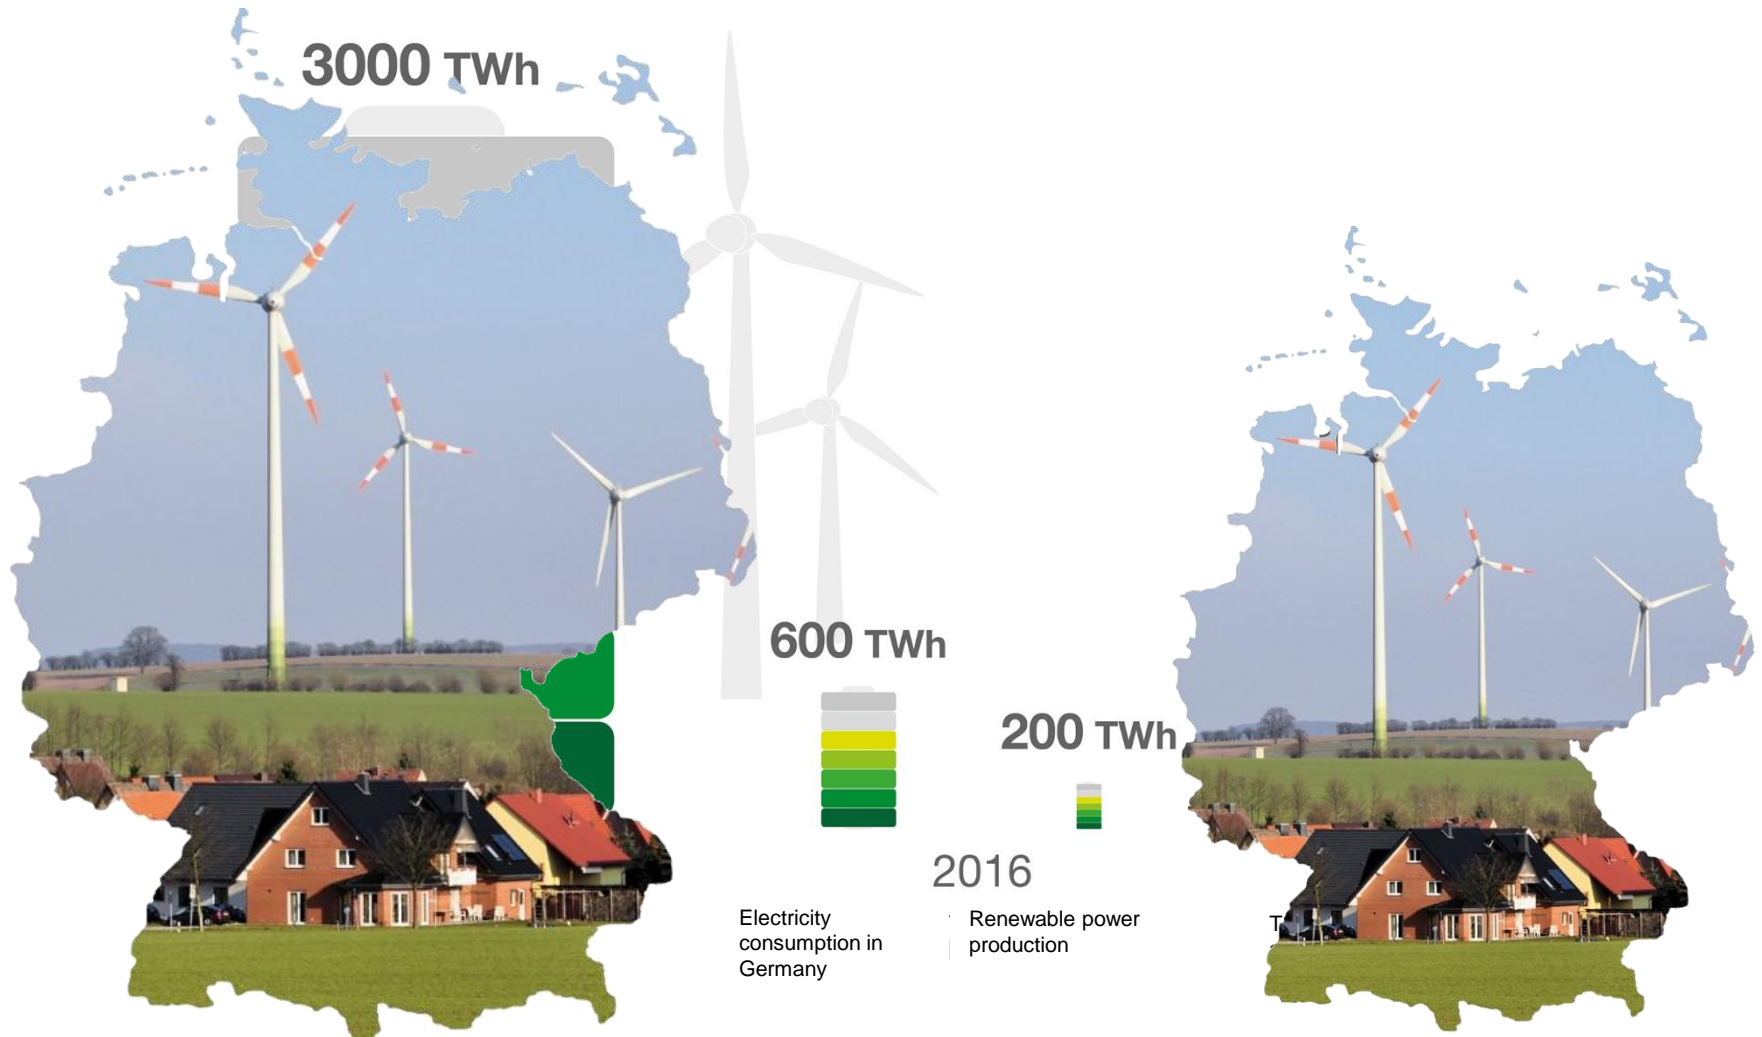 3000 TWh
600 TWh
200 TWh
2016
Electricity
consumption in
Germany
Renewable power
production